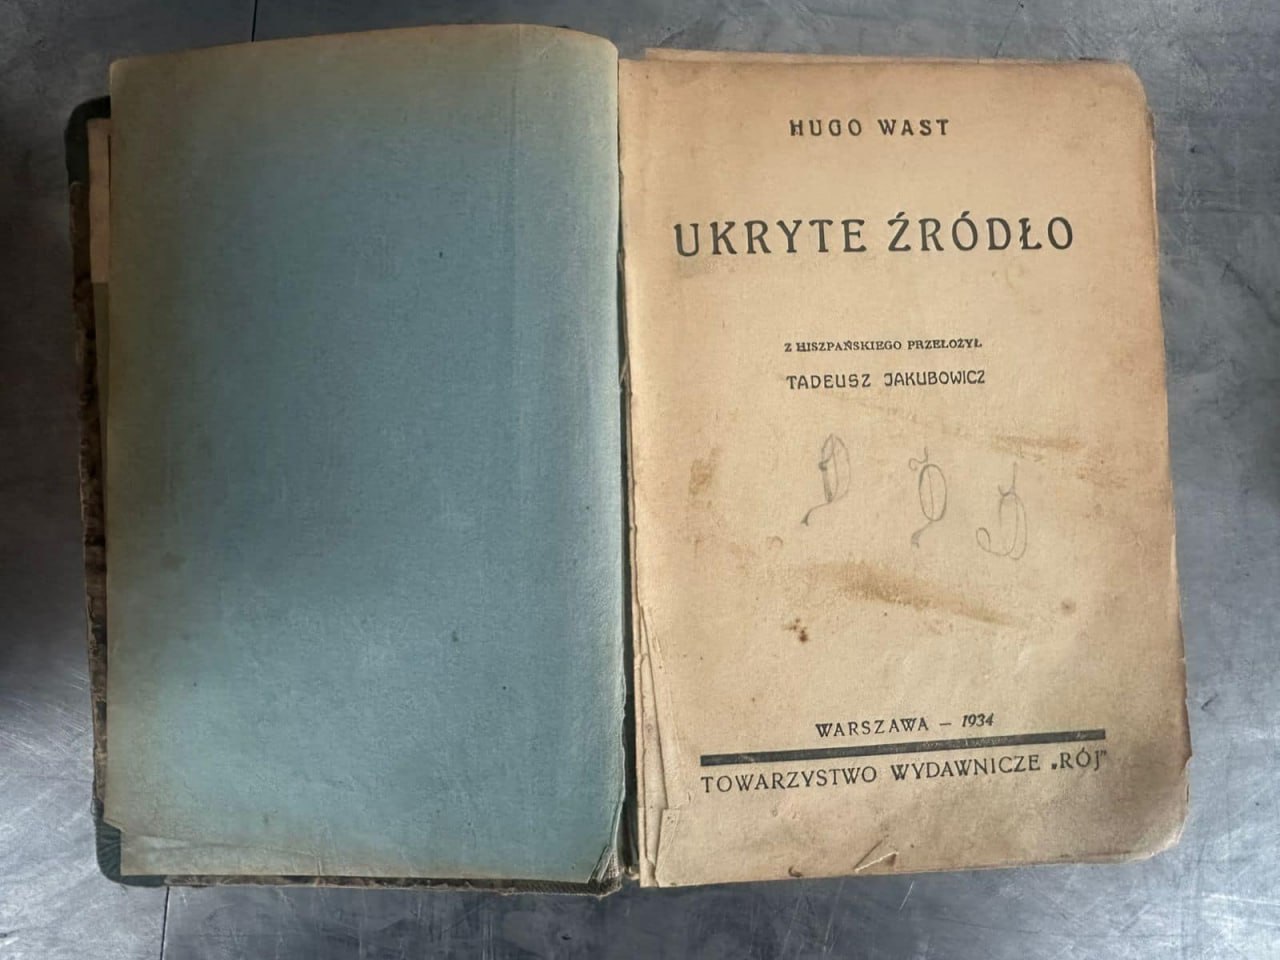 HUGO WAST
UKRYTE ŹRÓDŁO
Z HISZPAŃSKIEGO PRZEŁOŻYŁ
TADEUSZ JAKUBOWICZ
WARSZAWA — 1934
TOWARZYSTWO WYDAWNICZE „RÓJ"